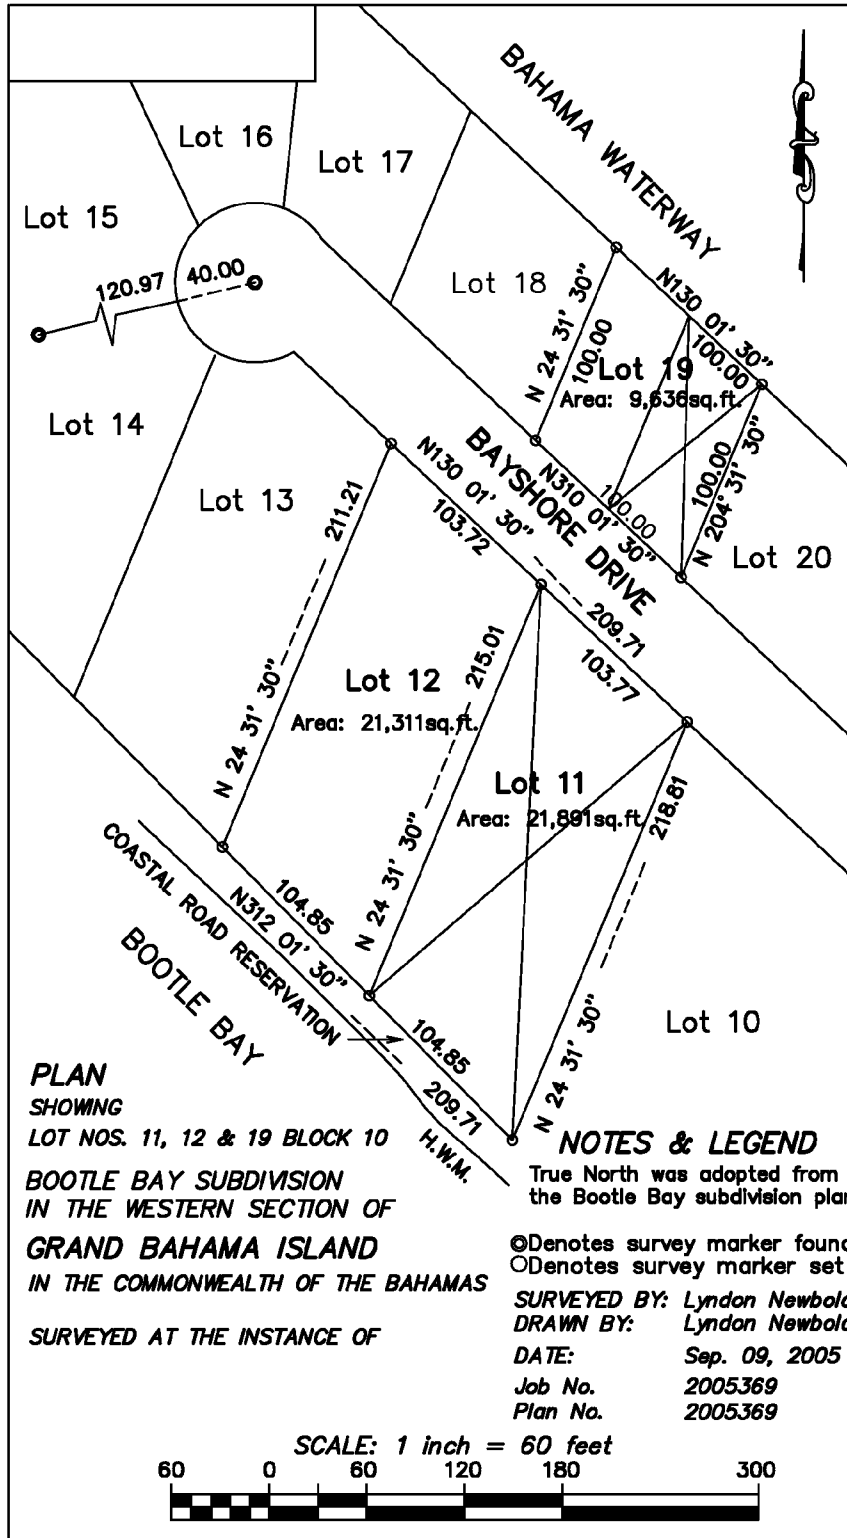 BAHAMA WATERWAY
Lot 16
Lot 17
Lot 15
Lot 18
120.97
40.00
N 24 31' 30"
100.00
N130 01' 30"
100.00
Lot 19
Area: 9,636sq.ft.
Lot 14
Lot 13
211.21
N130 01' 30"
103.72
BAYSHORE DRIVE
N310 01' 30"
100.00
100.00
N 204° 31' 30"
Lot 20
209.71
103.77
215.01
Lot 12
Area: 21,311sq.ft.
N 24 31' 30"
Lot 11
Area: 21,891sq.ft.
218.81
N 24 31' 30"
COASTAL ROAD RESERVATION
N312 01' 30"
104.85
BOOTLE BAY
104.85
209.71
H.W.M.
N 24 31' 30"
Lot 10
PLAN
SHOWING
LOT NOS. 11, 12 & 19 BLOCK 10
BOOTLE BAY SUBDIVISION
IN THE WESTERN SECTION OF
GRAND BAHAMA ISLAND
IN THE COMMONWEALTH OF THE BAHAMAS
SURVEYED AT THE INSTANCE OF
NOTES & LEGEND
True North was adopted from
the Bootle Bay subdivision plan
Denotes survey marker found
Denotes survey marker set
SURVEYED BY: Lyndon Newbold
DRAWN BY: Lyndon Newbold
DATE: Sep. 09, 2005
Job No. 2005369
Plan No. 2005369
SCALE: 1 inch = 60 feet
60 0 60 120 180 300